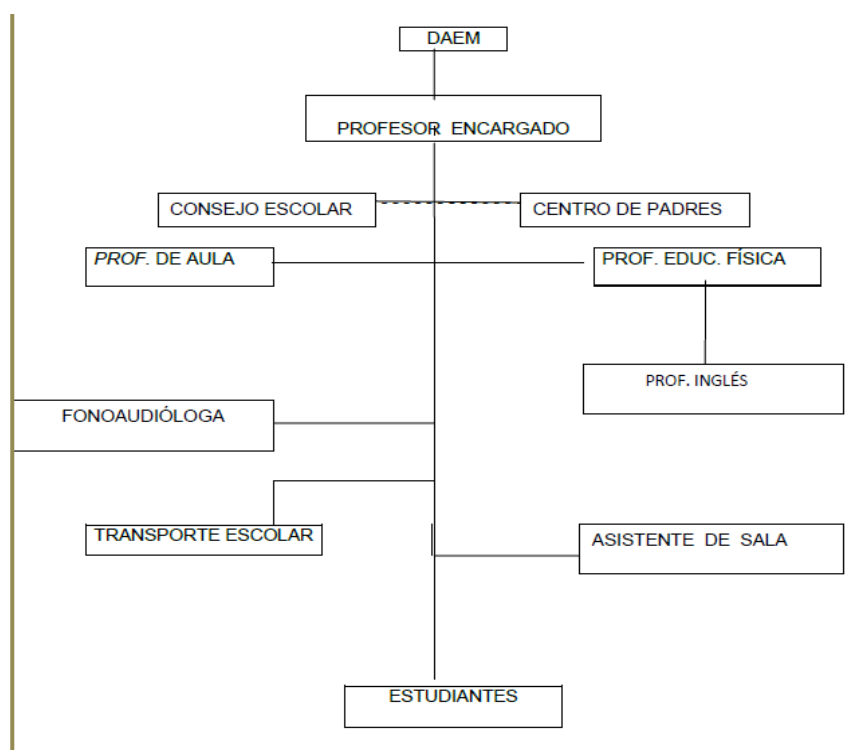 DAEM
PROFESOR ENCARGADO
CONSEJO ESCOLAR
CENTRO DE PADRES
PROF. DE AULA
PROF. EDUC. FÍSICA
PROF. INGLÉS
FONOAUDIÓLOGA
TRANSPORTE ESCOLAR
ASISTENTE DE SALA
ESTUDIANTES